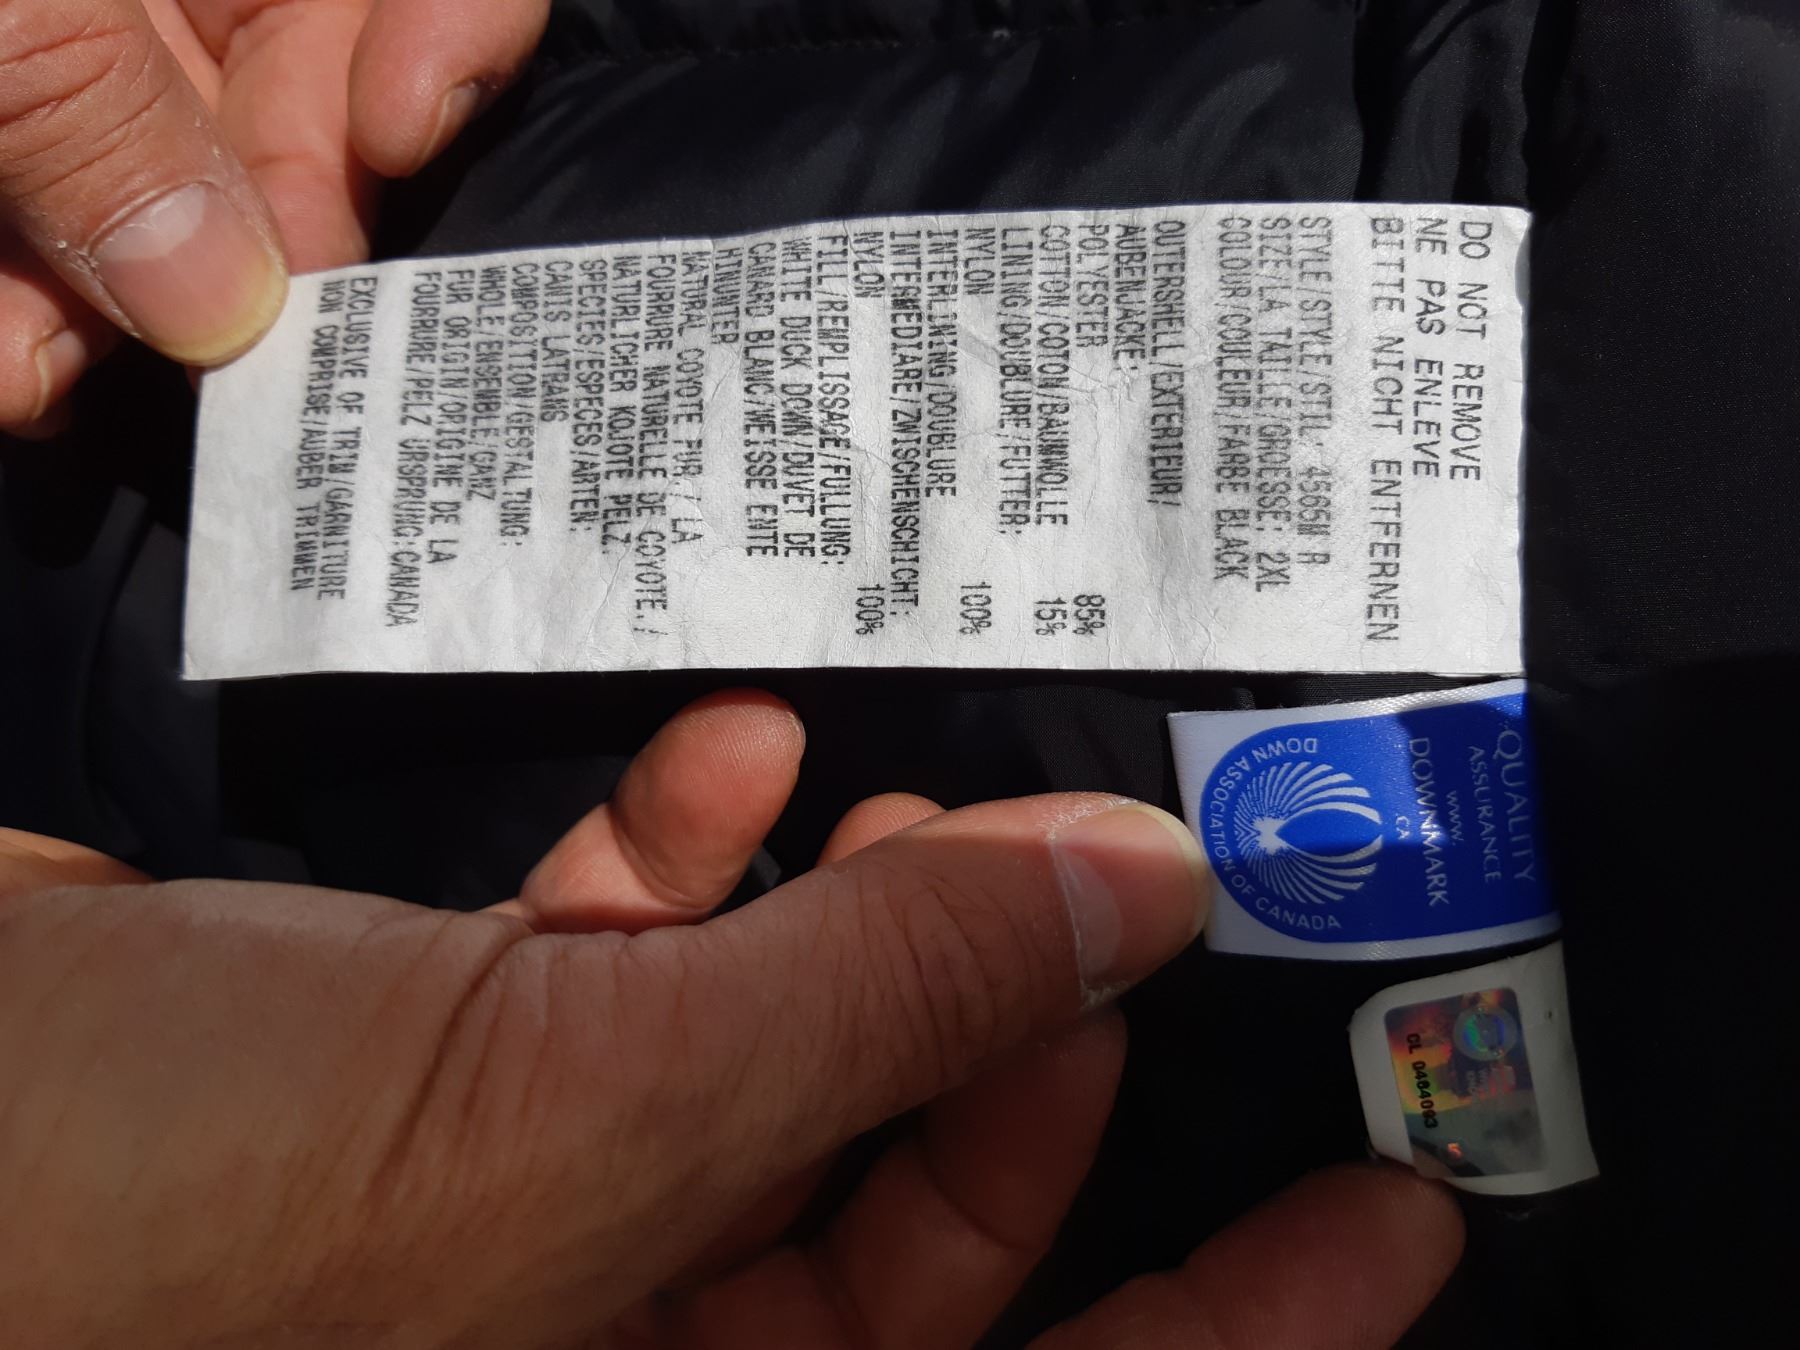 DO NOT REMOVE
NE PAS ENLEVE
BITTE NICHT ENTFERNEN
STYLE/STYLE/STIL: 4565M R
SIZE/LA TAILLE/GROESSE: 2XL
COLOUR/COULEUR/FARBE BLACK
OUTERSHELL/EXTERIEUR/
AUBENJACKE:
POLYESTER 85%
COTTON/COTON/BAUMWOLLE 15%
LINING/DOUBLURE/FUTTER:
NYLON 100%
INTERLINING/DOUBLURE
INTERMEDIARE/ZWISCHENSCHICHT:
NYLON 100%
FILL/REMPLISSAGE/FULLUNG:
WHITE DUCK DOWN/DUVET DE
CANARD BLANC/WEISSE ENTE
HINUNTER
NATURAL COYOTE FUR./ LA
FOURRURE NATURELLE DE COYOTE./
NATURLICHER KOJOTE PELZ.
SPECIES/ESPECES/ARTEN:
CANIS LATRANS
COMPOSITION/GESTALTUNG:
WHOLE/ENSEMBLE/GANZ
FUR ORIGIN/ORIGINE DE LA
FOURRURE/PELZ URSPRUNG:CANADA
EXCLUSIVE OF TRIM/GARNITURE
NON COMPRISE/AUBER TRIMMEN
QUALITY
ASSURANCE
www.
DOWNMARK
.CA
DOWN ASSOCIATION OF CANADA
CL 0484093
5